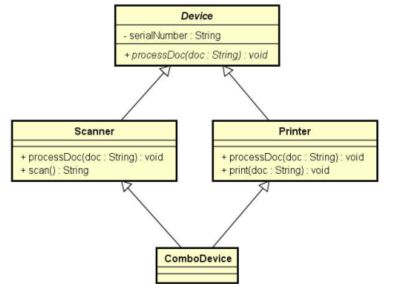 Device
- serialNumber : String
+ processDoc(doc : String) : void
Scanner
+ processDoc(doc : String) : void
+ scan() : String
Printer
+ processDoc(doc : String) : void
+ print(doc : String) : void
ComboDevice